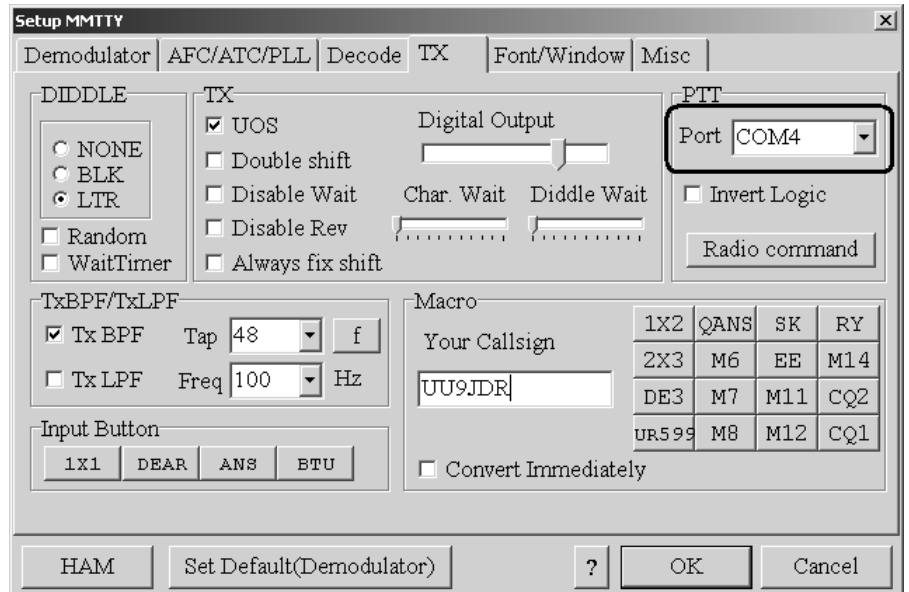 Setup MMTTY
Demodulator AFC/ATC/PLL Decode TX Font/Window Misc
DIDDLE
NONE
BLK
LTR
Random
WaitTimer
TX
UOS
Double shift
Disable Wait
Disable Rev
Always fix shift
Digital Output
Char. Wait Diddle Wait
PTT
Port COM4
Invert Logic
Radio command
TxBPF/TxLPF
Tx BPF Tap 48 f
Tx LPF Freq 100 Hz
Input Button
1X1 DEAR ANS BTU
Macro
Your Callsign
UU9JDR
Convert Immediately
1X2 QANS SK RY
2X3 M6 EE M14
DE3 M7 M11 CQ2
UR599 M8 M12 CQ1
HAM Set Default(Demodulator) ? OK Cancel